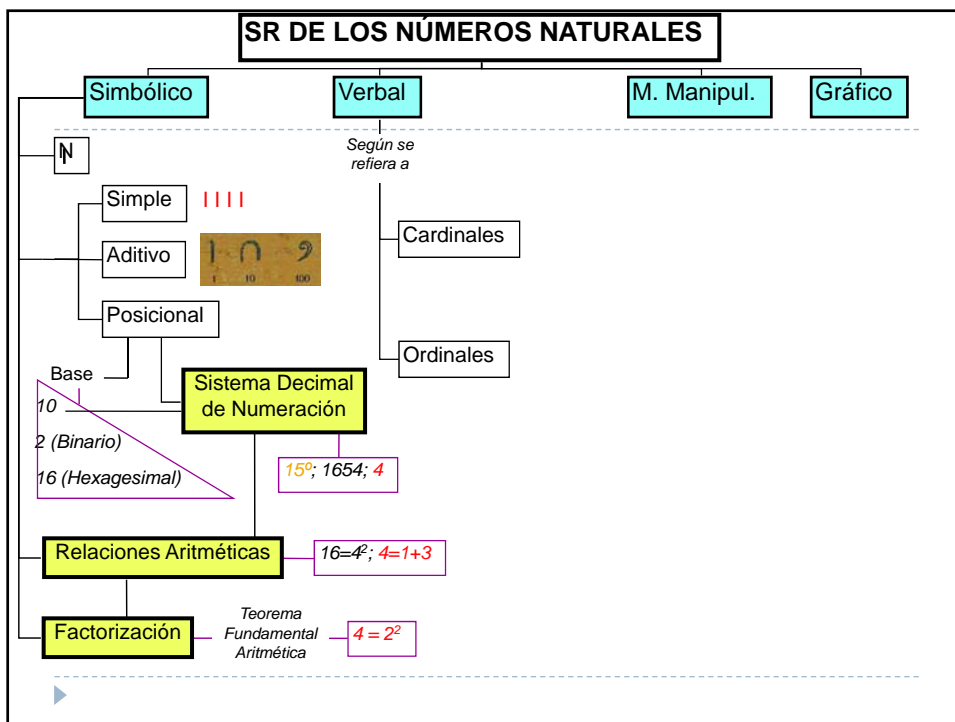 SR DE LOS NÚMEROS NATURALES
Simbólico
Verbal
M. Manipul.
Gráfico
Según se
refiera a
ℕ
Simple
| | | |
Cardinales
Aditivo
1 10 100
Posicional
Ordinales
Base
Sistema Decimal
de Numeración
10
2 (Binario)
16 (Hexagesimal)
15º; 1654; 4
Relaciones Aritméticas
16=4²; 4=1+3
Factorización
Teorema
Fundamental
Aritmética
4 = 2²